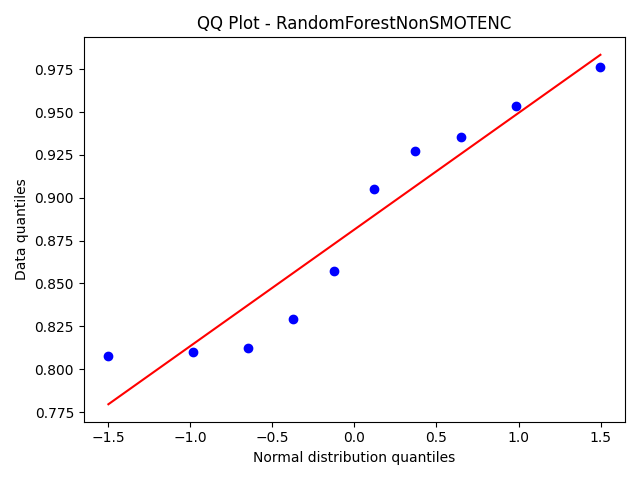 QQ Plot - RandomForestNonSMOTENC
0.975
0.950
0.925
0.900
0.875
0.850
0.825
0.800
0.775
Data quantiles
−1.5 −1.0 −0.5 0.0 0.5 1.0 1.5
Normal distribution quantiles